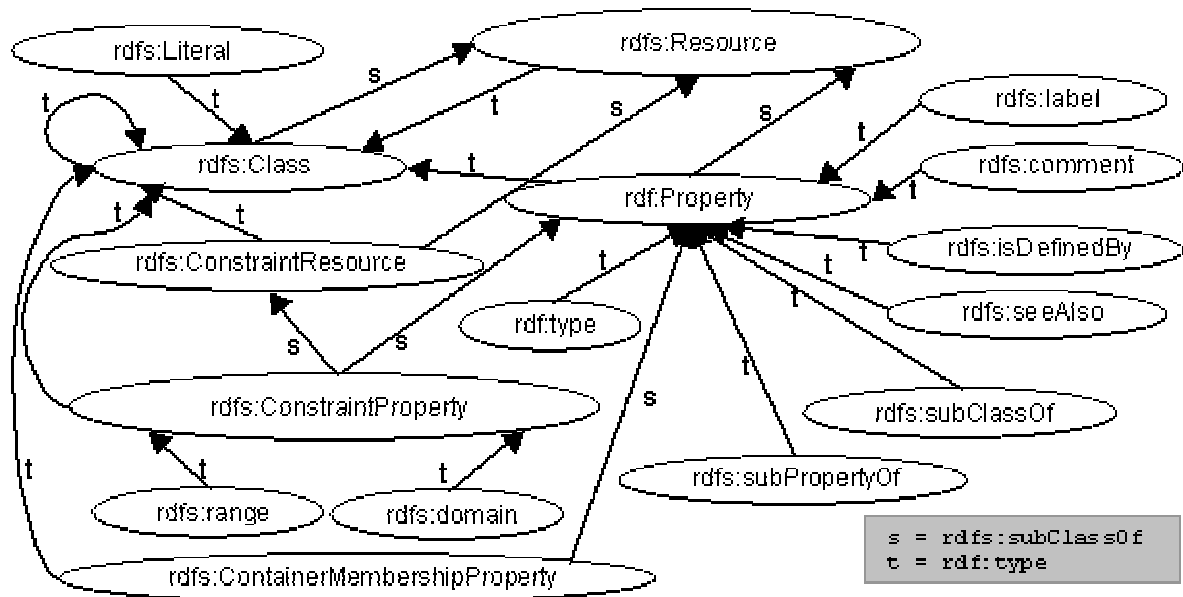 rdfs:Literal
rdfs:Resource
s
t
t
t
s
s
rdfs:label
t
rdfs:Class
t
rdfs:comment
t
rdf:Property
t
t
rdfs:ConstraintResource
t
t
t
rdfs:isDefinedBy
t
rdf:type
rdfs:seeAlso
s
s
t
s
rdfs:ConstraintProperty
rdfs:subClassOf
t
t
t
rdfs:subPropertyOf
rdfs:range
rdfs:domain
rdfs:ContainerMembershipProperty
s = rdfs:subClassOf
t = rdf:type